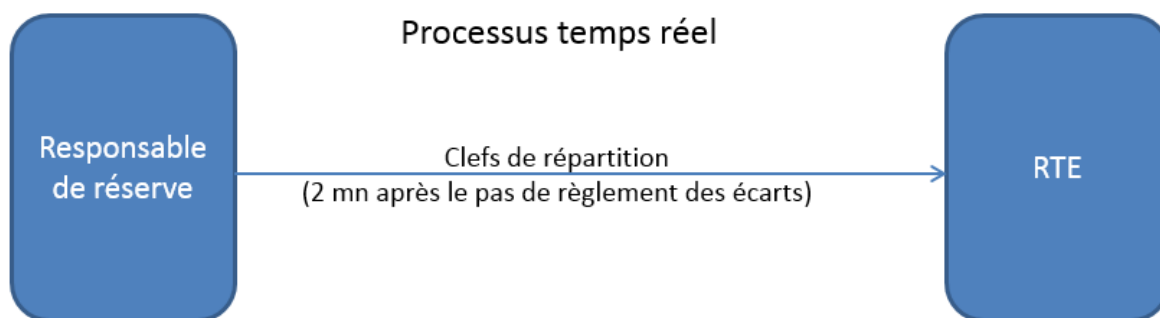 Processus temps réel
Responsable
de réserve
Clefs de répartition
(2 mn après le pas de règlement des écarts)
RTE